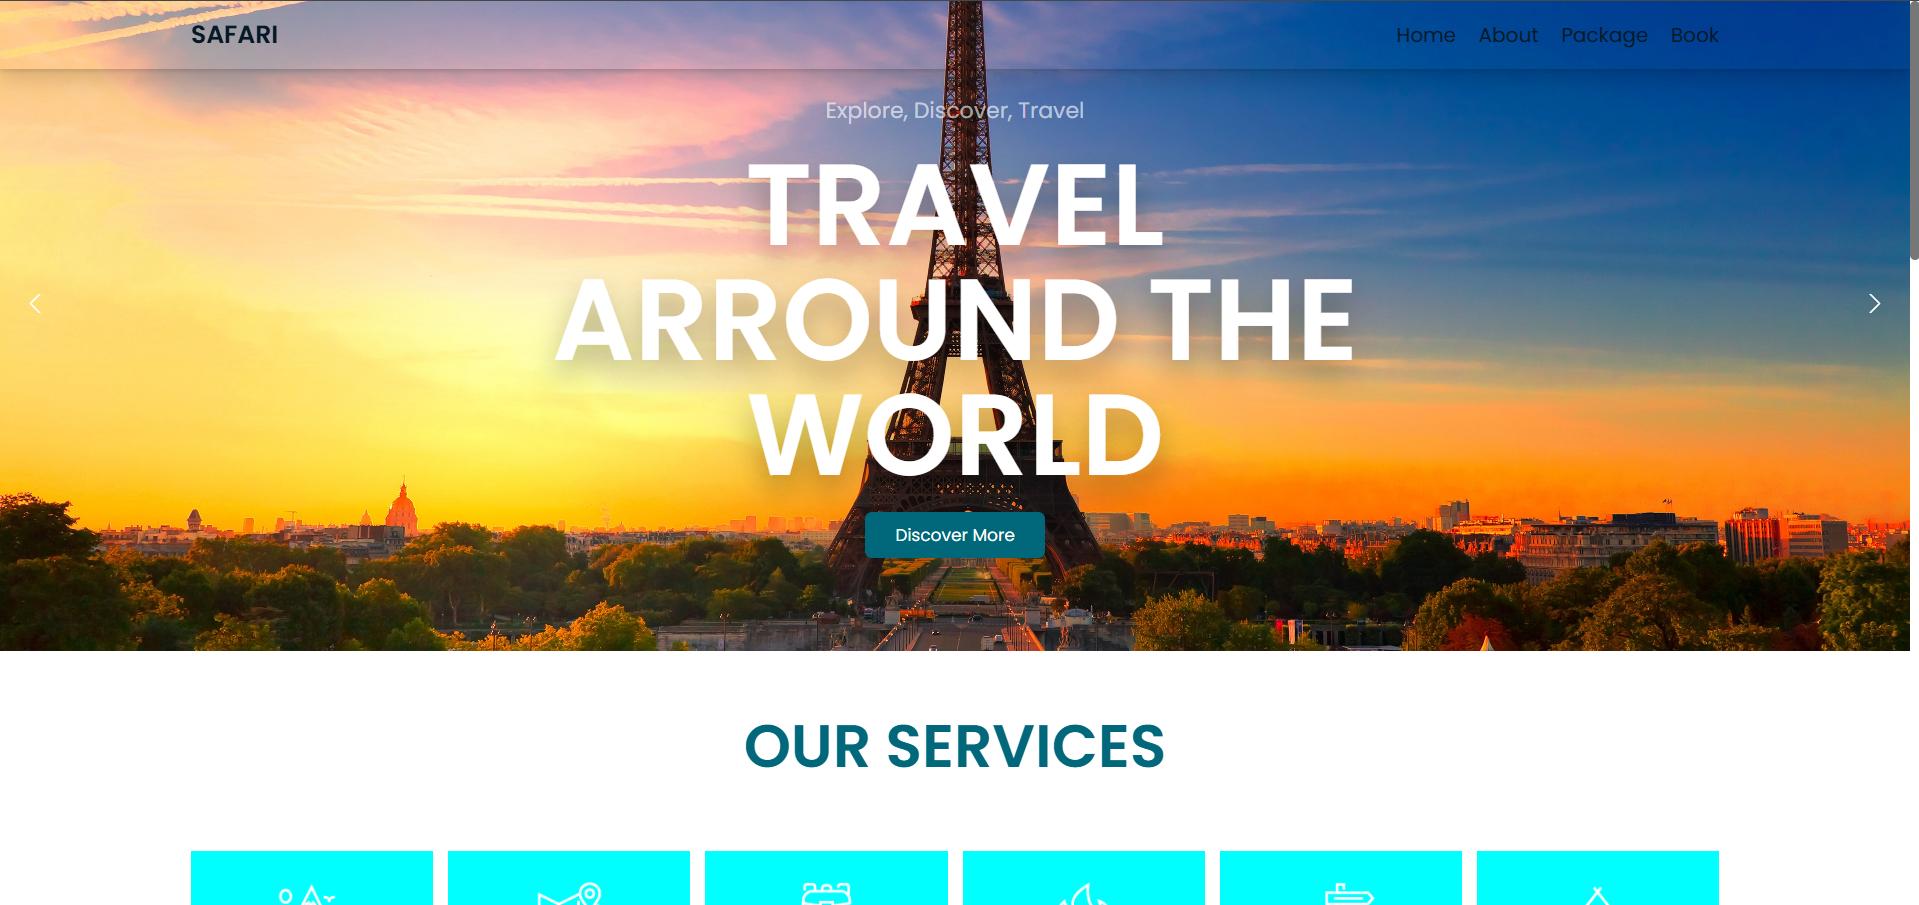 SAFARI
Home About Package Book
Explore, Discover, Travel
TRAVEL
ARROUND THE
WORLD
Discover More
OUR SERVICES